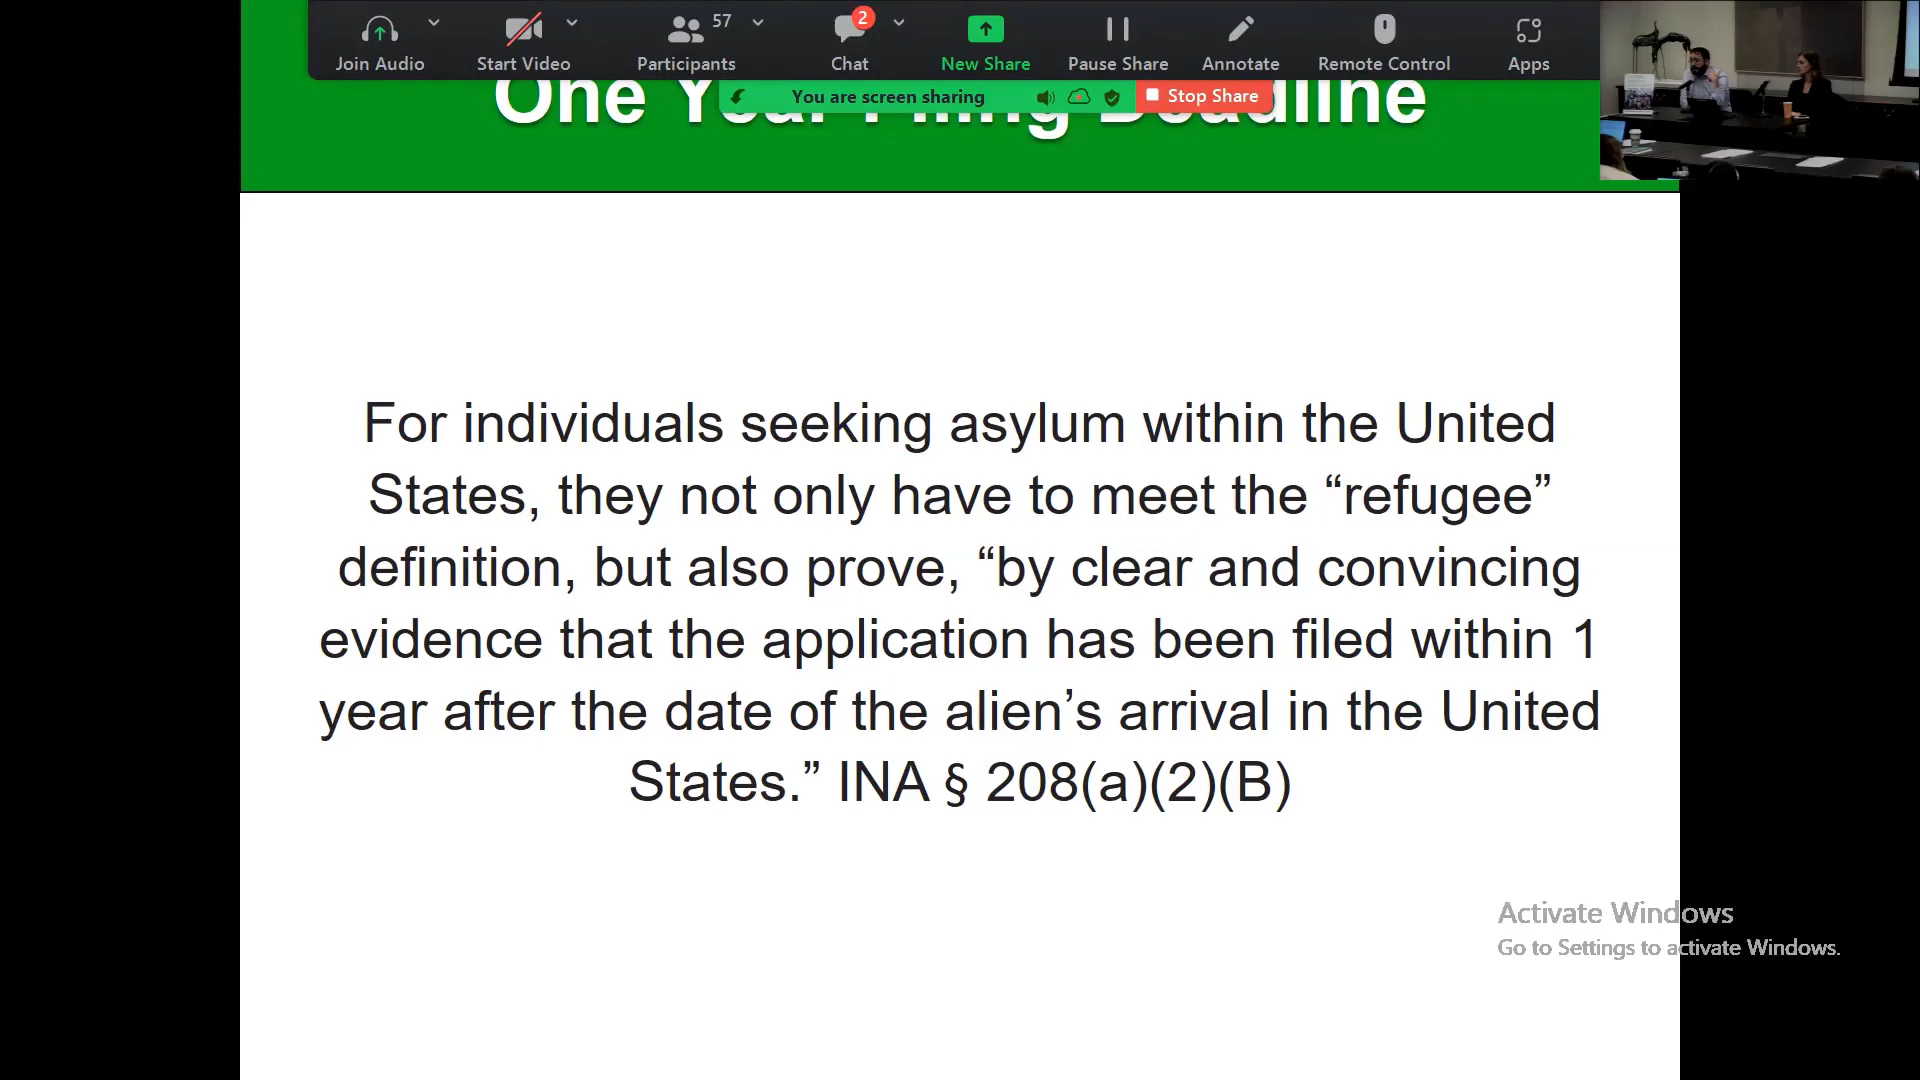 57
2
Join Audio
Start Video
Participants
Chat
New Share
Pause Share
Annotate
Remote Control
Apps
You are screen sharing
Stop Share
One Year Filing Deadline
For individuals seeking asylum within the United
States, they not only have to meet the “refugee”
definition, but also prove, “by clear and convincing
evidence that the application has been filed within 1
year after the date of the alien’s arrival in the United
States.” INA § 208(a)(2)(B)
Activate Windows
Go to Settings to activate Windows.